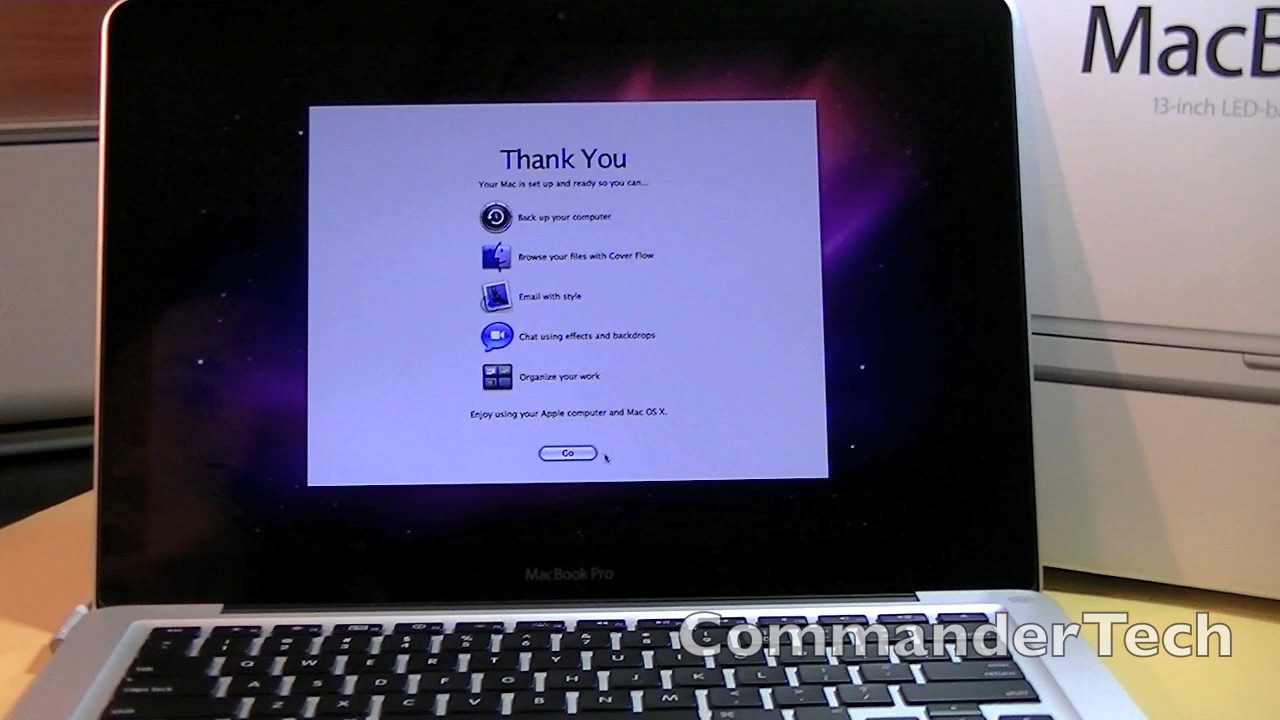 MacB
13-inch LED-ba
Thank You
Your Mac is set up and ready so you can...
Back up your computer
Browse your files with Cover Flow
Email with style
Chat using effects and backdrops
Organize your work
Enjoy using your Apple computer and Mac OS X.
Go
MacBook Pro
CommanderTech
Q W E R T Y U
A S D F G H J K L
Z X C V B N M